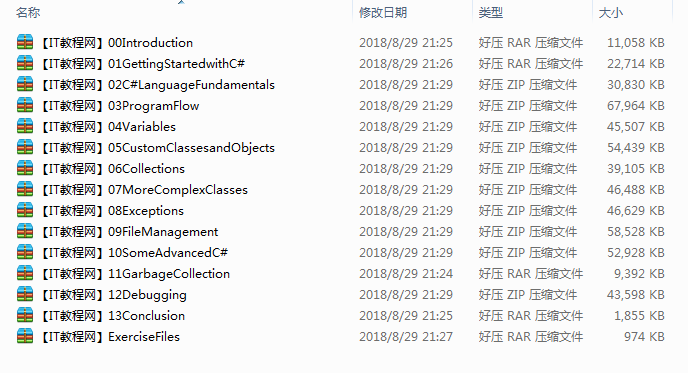 名称 修改日期 类型 大小
【IT教程网】00Introduction 2018/8/29 21:25 好压 RAR 压缩文件 11,058 KB
【IT教程网】01GettingStartedwithC# 2018/8/29 21:26 好压 RAR 压缩文件 22,714 KB
【IT教程网】02C#LanguageFundamentals 2018/8/29 21:29 好压 ZIP 压缩文件 30,830 KB
【IT教程网】03ProgramFlow 2018/8/29 21:29 好压 ZIP 压缩文件 67,964 KB
【IT教程网】04Variables 2018/8/29 21:29 好压 ZIP 压缩文件 45,507 KB
【IT教程网】05CustomClassesandObjects 2018/8/29 21:29 好压 ZIP 压缩文件 54,439 KB
【IT教程网】06Collections 2018/8/29 21:29 好压 ZIP 压缩文件 39,105 KB
【IT教程网】07MoreComplexClasses 2018/8/29 21:29 好压 ZIP 压缩文件 46,488 KB
【IT教程网】08Exceptions 2018/8/29 21:29 好压 ZIP 压缩文件 46,629 KB
【IT教程网】09FileManagement 2018/8/29 21:29 好压 ZIP 压缩文件 58,528 KB
【IT教程网】10SomeAdvancedC# 2018/8/29 21:29 好压 ZIP 压缩文件 52,928 KB
【IT教程网】11GarbageCollection 2018/8/29 21:24 好压 RAR 压缩文件 9,392 KB
【IT教程网】12Debugging 2018/8/29 21:29 好压 ZIP 压缩文件 43,598 KB
【IT教程网】13Conclusion 2018/8/29 21:25 好压 RAR 压缩文件 1,855 KB
【IT教程网】ExerciseFiles 2018/8/29 21:27 好压 RAR 压缩文件 974 KB